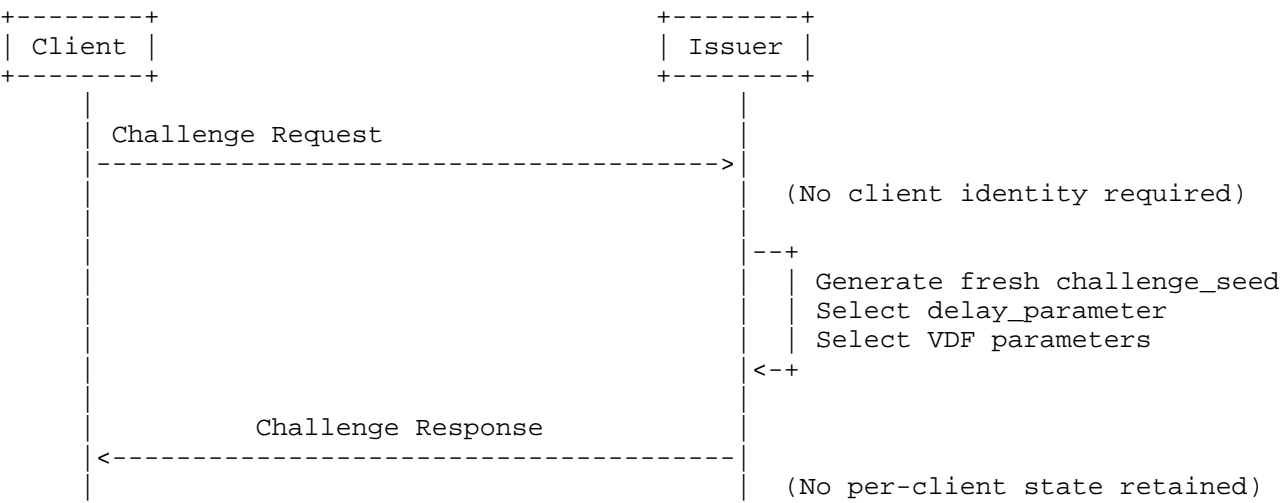 Client Issuer
Challenge Request
(No client identity required)
Generate fresh challenge_seed
Select delay_parameter
Select VDF parameters
Challenge Response
(No per-client state retained)